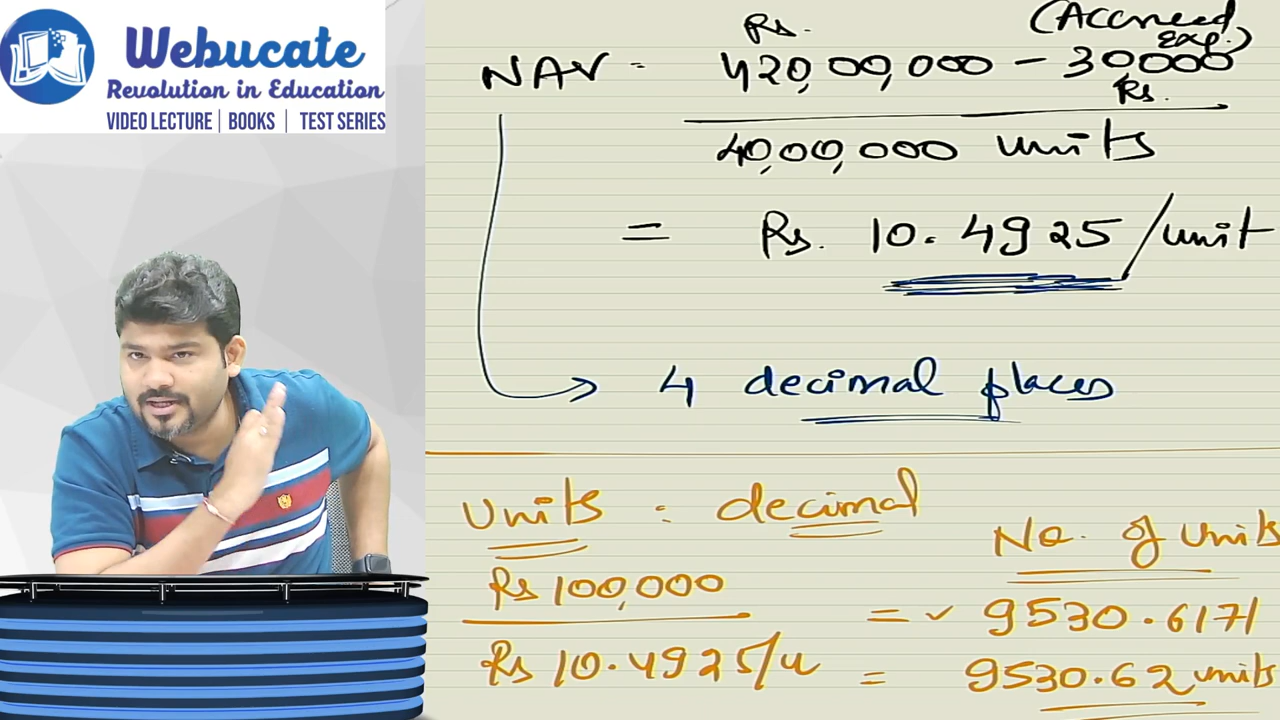 Webucate
Revolution in Education
VIDEO LECTURE | BOOKS | TEST SERIES
Rs. (Accrued Exp.)
NAV = 420,00,000 - 30000 Rs.
40,00,000 units
= Rs. 10.4925/unit
4 decimal places
Units : decimal
No. of units
Rs 100,000
= ✓ 9530.6171
Rs 10.4925/u
= 9530.62 units